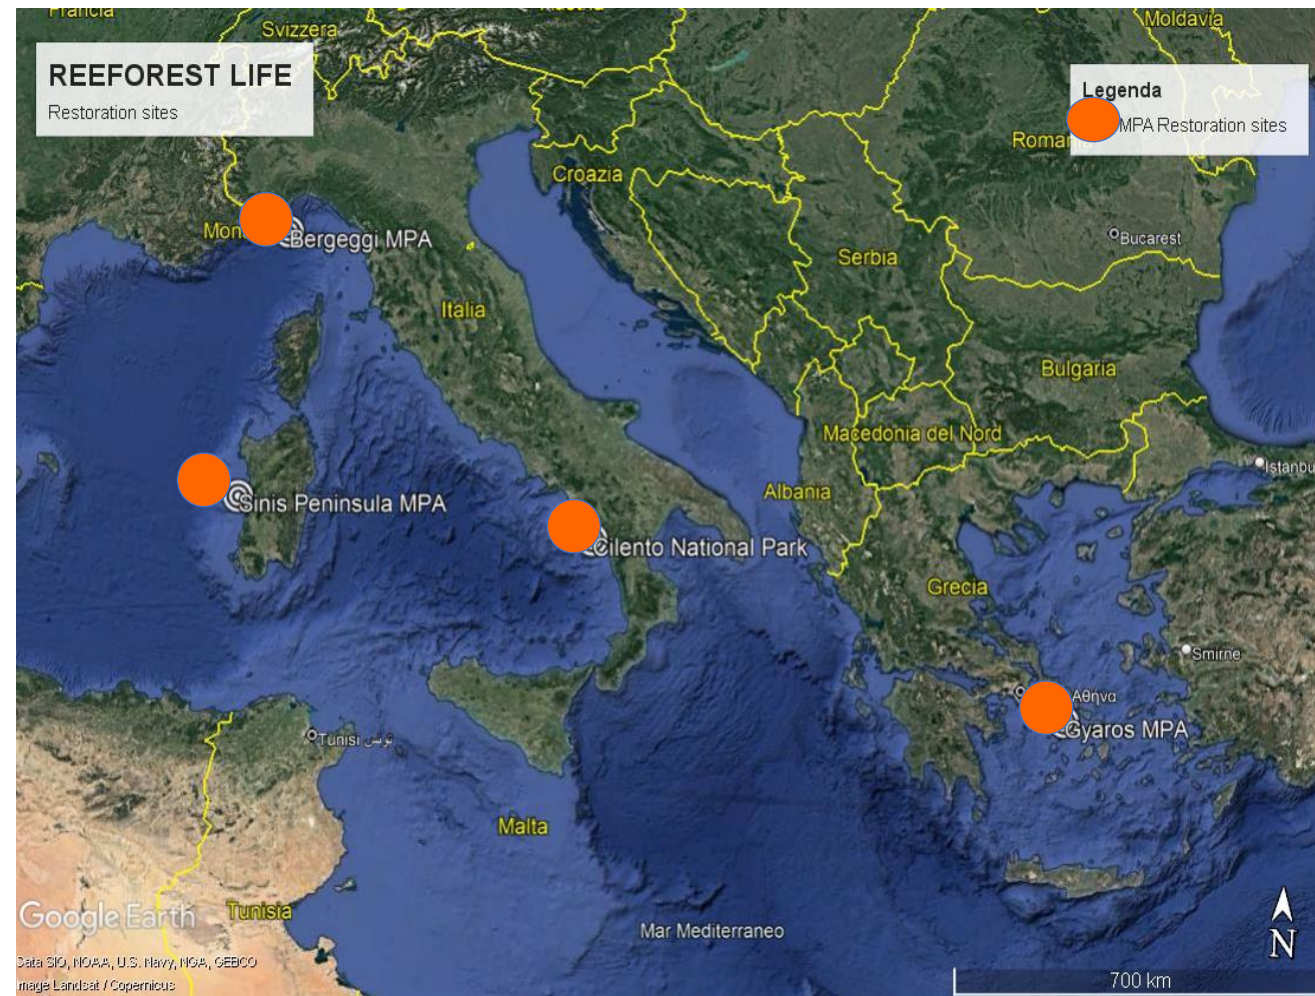 Francia
Svizzera
Austria
Moldavia
REEFOREST LIFE
Restoration sites
Legenda
MPA Restoration sites
Croazia
Mon
Bergeggi MPA
Serbia
Bucarest
Italia
Bulgaria
Macedonia del Nord
Istanbu
Sinis Peninsula MPA
Albania
Cilento National Park
Grecia
Smirne
Αθήνα
Gyaros MPA
Tunisi تونس
Malta
Google Earth
Tunisia
Mar Mediterraneo
N
Data SIO, NOAA, U.S. Navy, NGA, GEBCO
mage Landsat / Copernicus
700 km